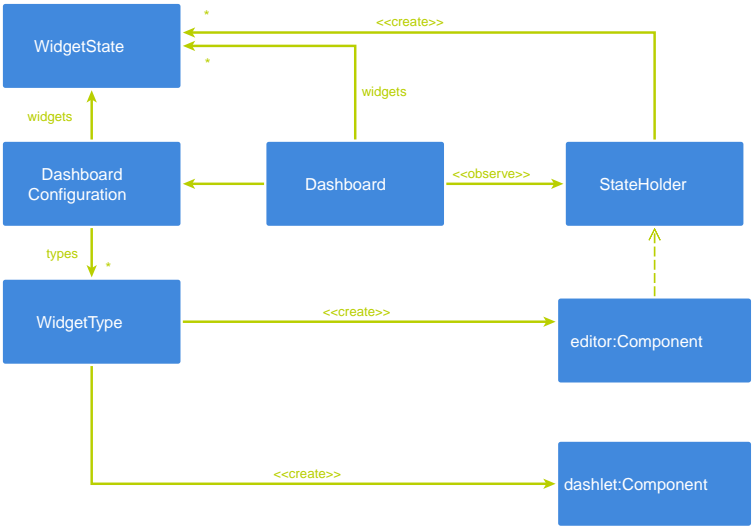 *
<<create>>
WidgetState
*
widgets
widgets
Dashboard
Configuration
Dashboard
<<observe>>
StateHolder
types
*
WidgetType
<<create>>
editor:Component
<<create>>
dashlet:Component